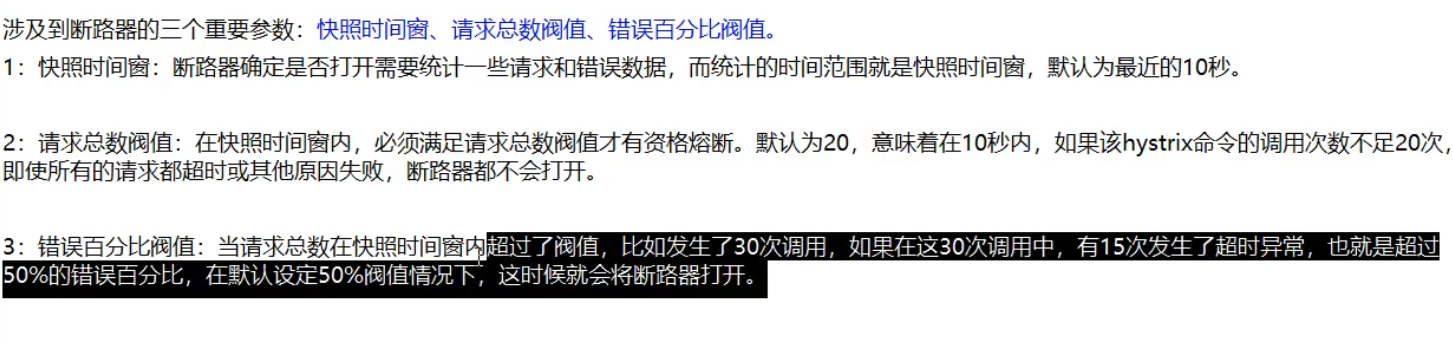 涉及到断路器的三个重要参数：快照时间窗、请求总数阀值、错误百分比阀值。
1：快照时间窗：断路器确定是否打开需要统计一些请求和错误数据，而统计的时间范围就是快照时间窗，默认为最近的10秒。
2：请求总数阀值：在快照时间窗内，必须满足请求总数阀值才有资格熔断。默认为20，意味着在10秒内，如果该hystrix命令的调用次数不足20次，
即使所有的请求都超时或其他原因失败，断路器都不会打开。
3：错误百分比阀值：当请求总数在快照时间窗内超过了阀值，比如发生了30次调用，如果在这30次调用中，有15次发生了超时异常，也就是超过
50%的错误百分比，在默认设定50%阀值情况下，这时候就会将断路器打开。